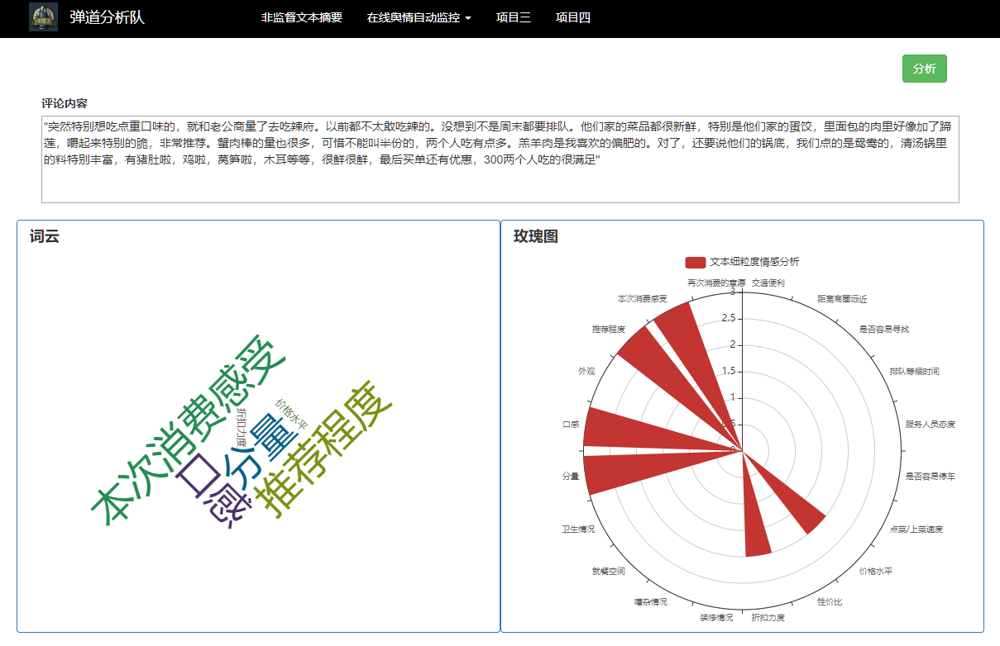 弹道分析队
非监督文本摘要
在线舆情自动监控
项目三
项目四
分析
评论内容
"突然特别想吃点重口味的，就和老公商量了去吃辣府。以前都不太敢吃辣的。没想到不是周末都要排队。他们家的菜品都很新鲜，特别是他们家的蛋饺，里面包的肉里好像加了蹄
莲，嚼起来特别的脆，非常推荐。蟹肉棒的量也很多，可惜不能叫半份的，两个人吃有点多。羔羊肉是我喜欢的偏肥的。对了，还要说他们的锅底，我们点的是鸳鸯的，清汤锅里
的料特别丰富，有猪肚啦，鸡啦，莴笋啦，木耳等等，很鲜很鲜，最后买单还有优惠，300两个人吃的很满足"
词云
本次消费感受
口感
分量
推荐程度
折扣力度
价格水平
玫瑰图
文本细粒度情感分析
再次消费的意愿
交通便利
距离商圈远近
是否容易寻找
排队等候时间
服务人员态度
是否容易停车
点菜/上菜速度
价格水平
性价比
折扣力度
装修情况
嘈杂情况
就餐空间
卫生情况
分量
口感
外观
推荐程度
本次消费感受
3
2.5
2
1.5
1